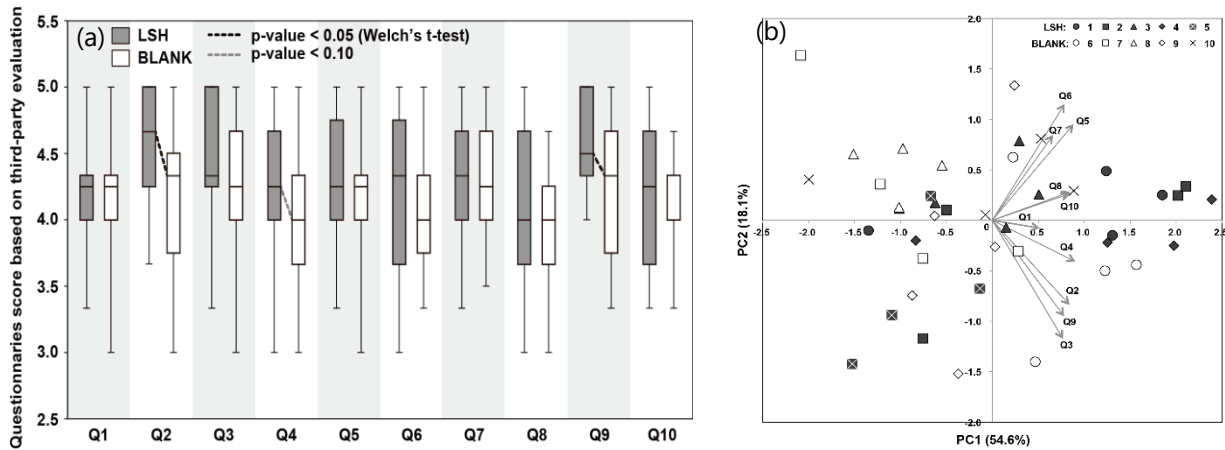 (a)
LSH
BLANK
p-value < 0.05 (Welch's t-test)
p-value < 0.10
Questionnaries score based on third-party evaluation
5.5
5.0
4.5
4.0
3.5
3.0
2.5
Q1 Q2 Q3 Q4 Q5 Q6 Q7 Q8 Q9 Q10
(b)
LSH: 1 2 3 4 5
BLANK: 6 7 8 9 10
PC2 (18.1%)
2.0
1.5
1.0
0.5
0
-0.5
-1.0
-1.5
-2.0
-2.5 -2.0 -1.5 -1.0 -0.5 0.5 1.0 1.5 2.0 2.5
Q6
Q5
Q7
Q8
Q10
Q1
Q4
Q2
Q9
Q3
PC1 (54.6%)